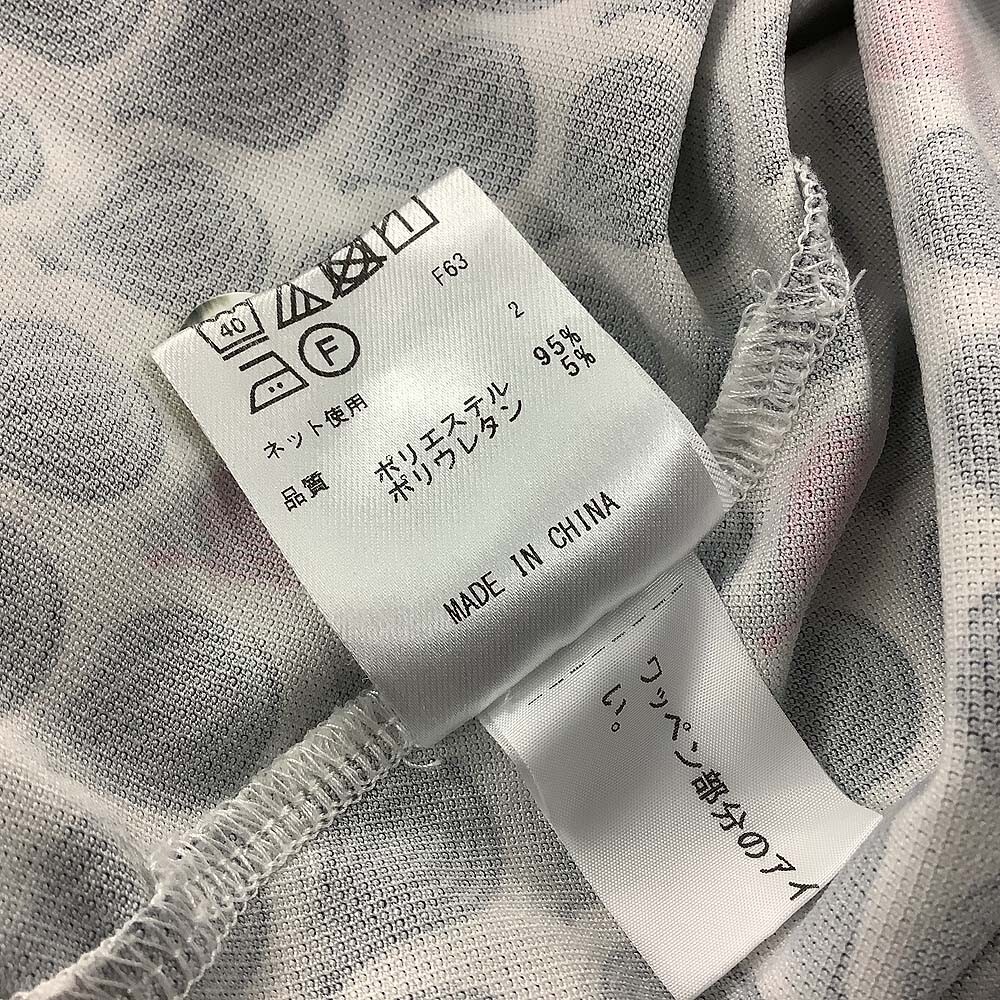 40
F
F63
2
ネット使用
品質 ポリエステル 95%
ポリウレタン 5%
MADE IN CHINA
ワッペン部分のアイ
い。